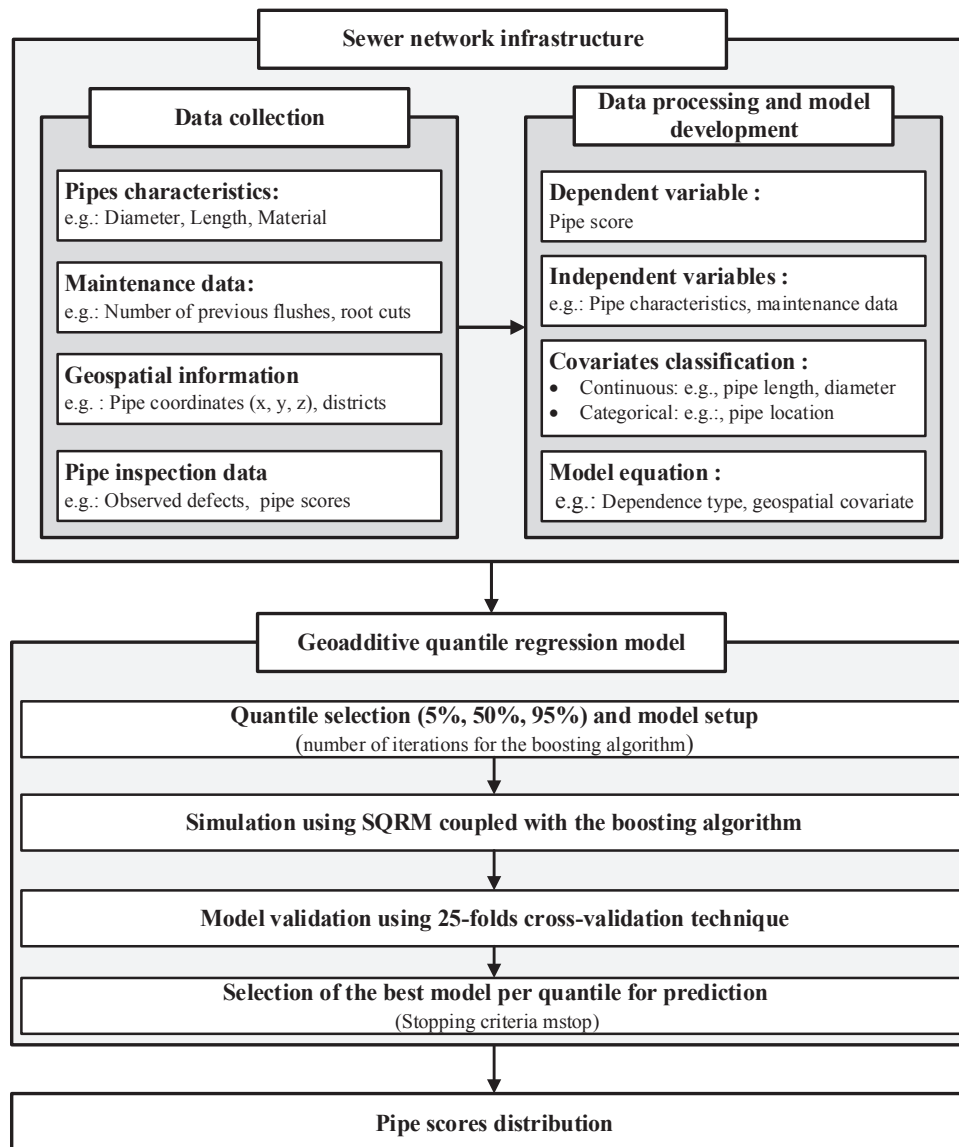 Sewer network infrastructure
Data collection
Pipes characteristics:
e.g.: Diameter, Length, Material
Maintenance data:
e.g.: Number of previous flushes, root cuts
Geospatial information
e.g. : Pipe coordinates (x, y, z), districts
Pipe inspection data
e.g.: Observed defects, pipe scores
Data processing and model
development
Dependent variable :
Pipe score
Independent variables :
e.g.: Pipe characteristics, maintenance data
Covariates classification :
• Continuous: e.g., pipe length, diameter
• Categorical: e.g.:, pipe location
Model equation :
e.g.: Dependence type, geospatial covariate
Geoadditive quantile regression model
Quantile selection (5%, 50%, 95%) and model setup
(number of iterations for the boosting algorithm)
Simulation using SQRM coupled with the boosting algorithm
Model validation using 25-folds cross-validation technique
Selection of the best model per quantile for prediction
(Stopping criteria mstop)
Pipe scores distribution